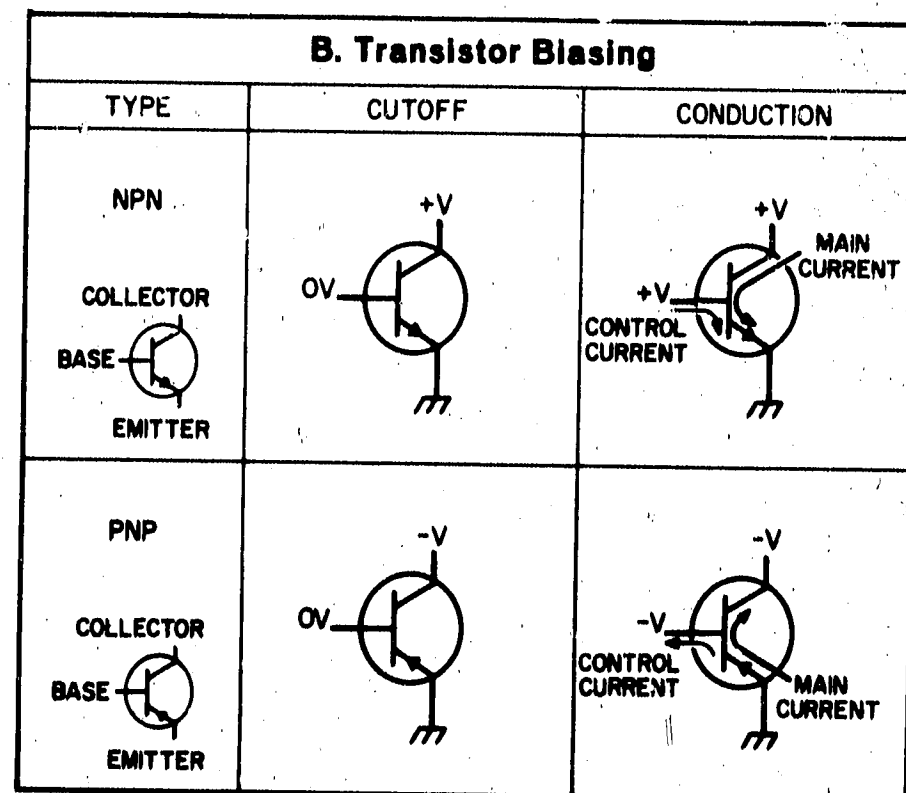 B. Transistor Biasing
TYPE
CUTOFF
CONDUCTION
NPN
COLLECTOR
BASE
EMITTER
+V
0V
+V
MAIN
CURRENT
+V
CONTROL
CURRENT
PNP
COLLECTOR
BASE
EMITTER
-V
0V
-V
-V
CONTROL
CURRENT
MAIN
CURRENT